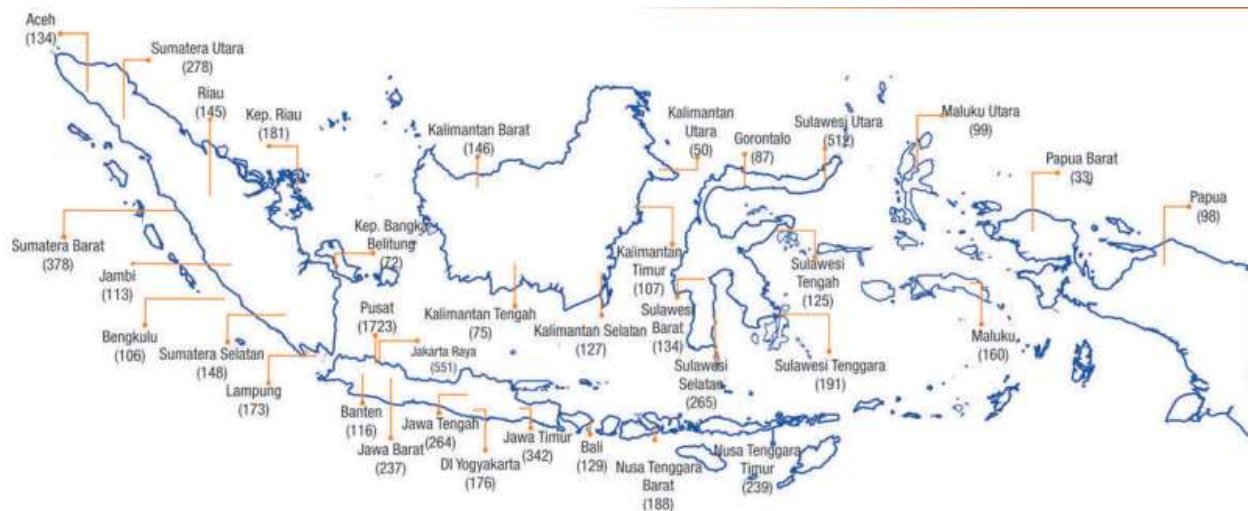 Aceh
(134)
Sumatera Utara
(278)
Riau
(145)
Kep. Riau
(181)
Kalimantan Barat
(146)
Kalimantan
Utara
(50)
Gorontalo
(87)
Sulawesi Utara
(512)
Maluku Utara
(99)
Papua Barat
(33)
Papua
(98)
Sumatera Barat
(378)
Jambi
(113)
Bengkulu
(106)
Sumatera Selatan
(148)
Lampung
(173)
Kep. Bangka
Belitung
(72)
Pusat
(1723)
Jakarta Raya
(551)
Kalimantan Tengah
(75)
Kalimantan Selatan
(127)
Kalimantan
Timur
(107)
Sulawesi
Barat
(134)
Sulawesi
Selatan
(265)
Sulawesi
Tengah
(125)
Sulawesi Tenggara
(191)
Maluku
(160)
Banten
(116)
Jawa Barat
(237)
Jawa Tengah
(264)
DI Yogyakarta
(176)
Jawa Timur
(342)
Bali
(129)
Nusa Tenggara
Barat
(188)
Nusa Tenggara
Timur
(239)